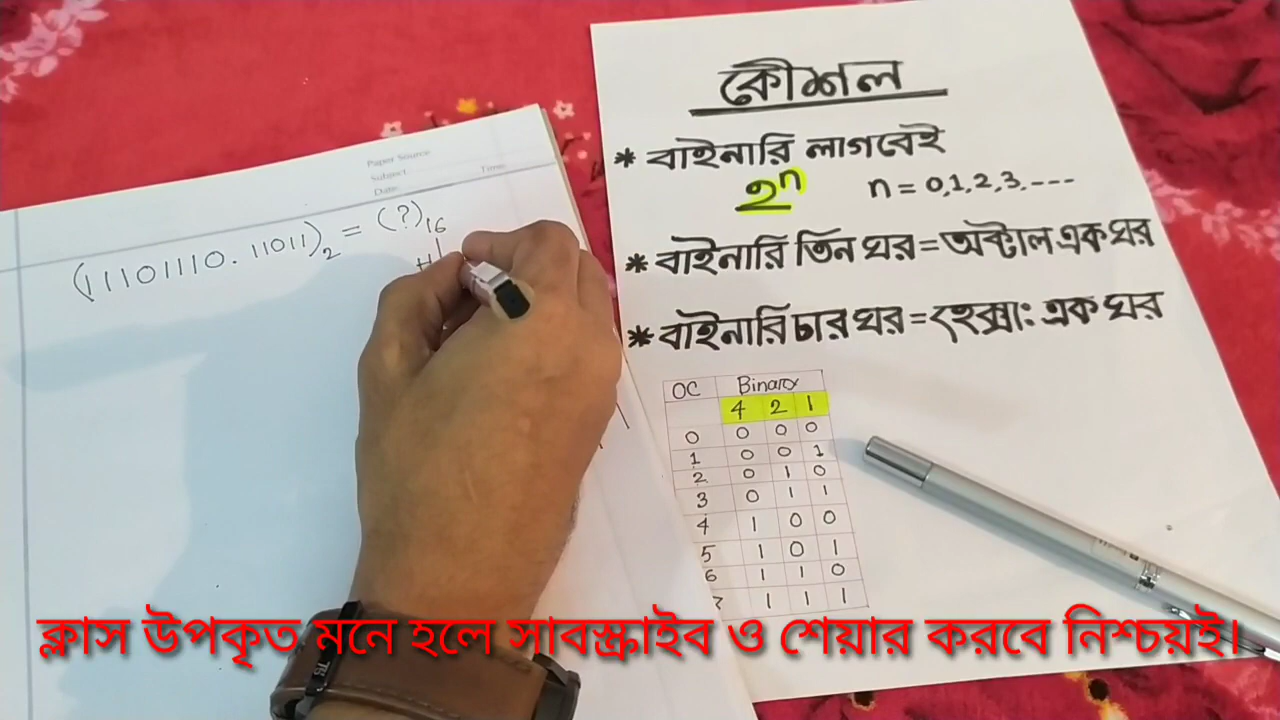 Paper Source
Subject
Date: Time:
(11101110.11011)₂ = (?)₁₆
কৌশল
* বাইনারি লাগবেই
2ⁿ n = 0,1,2,3,----
* বাইনারি তিন ঘর = অক্টাল এক ঘর
* বাইনারি চার ঘর = হেক্সাঃ এক ঘর
OC Binary
4 2 1
0 0 0 0
1 0 0 1
2 0 1 0
3 0 1 1
4 1 0 0
5 1 0 1
6 1 1 0
7 1 1 1
ক্লাস উপকৃত মনে হলে সাবস্ক্রাইব ও শেয়ার করবে নিশ্চয়ই।